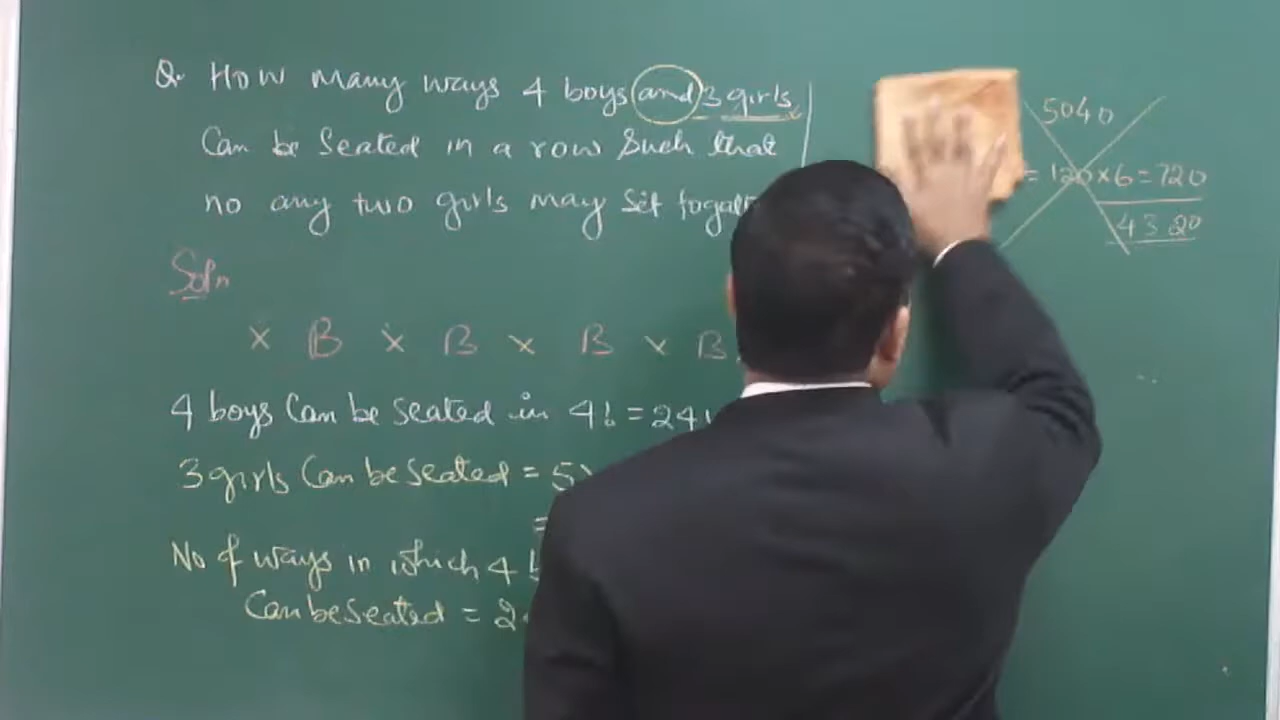 Q. How many ways 4 boys and 3 girls
Can be Seated in a row Such that
no any two girls may sit
Soln
× B × B × B × B
4 boys Can be Seated in 4! = 24
3 girls Can be Seated = 5
=
No of ways in which 4
Can be Seated = 2
5040
= 120×6 = 720
4320